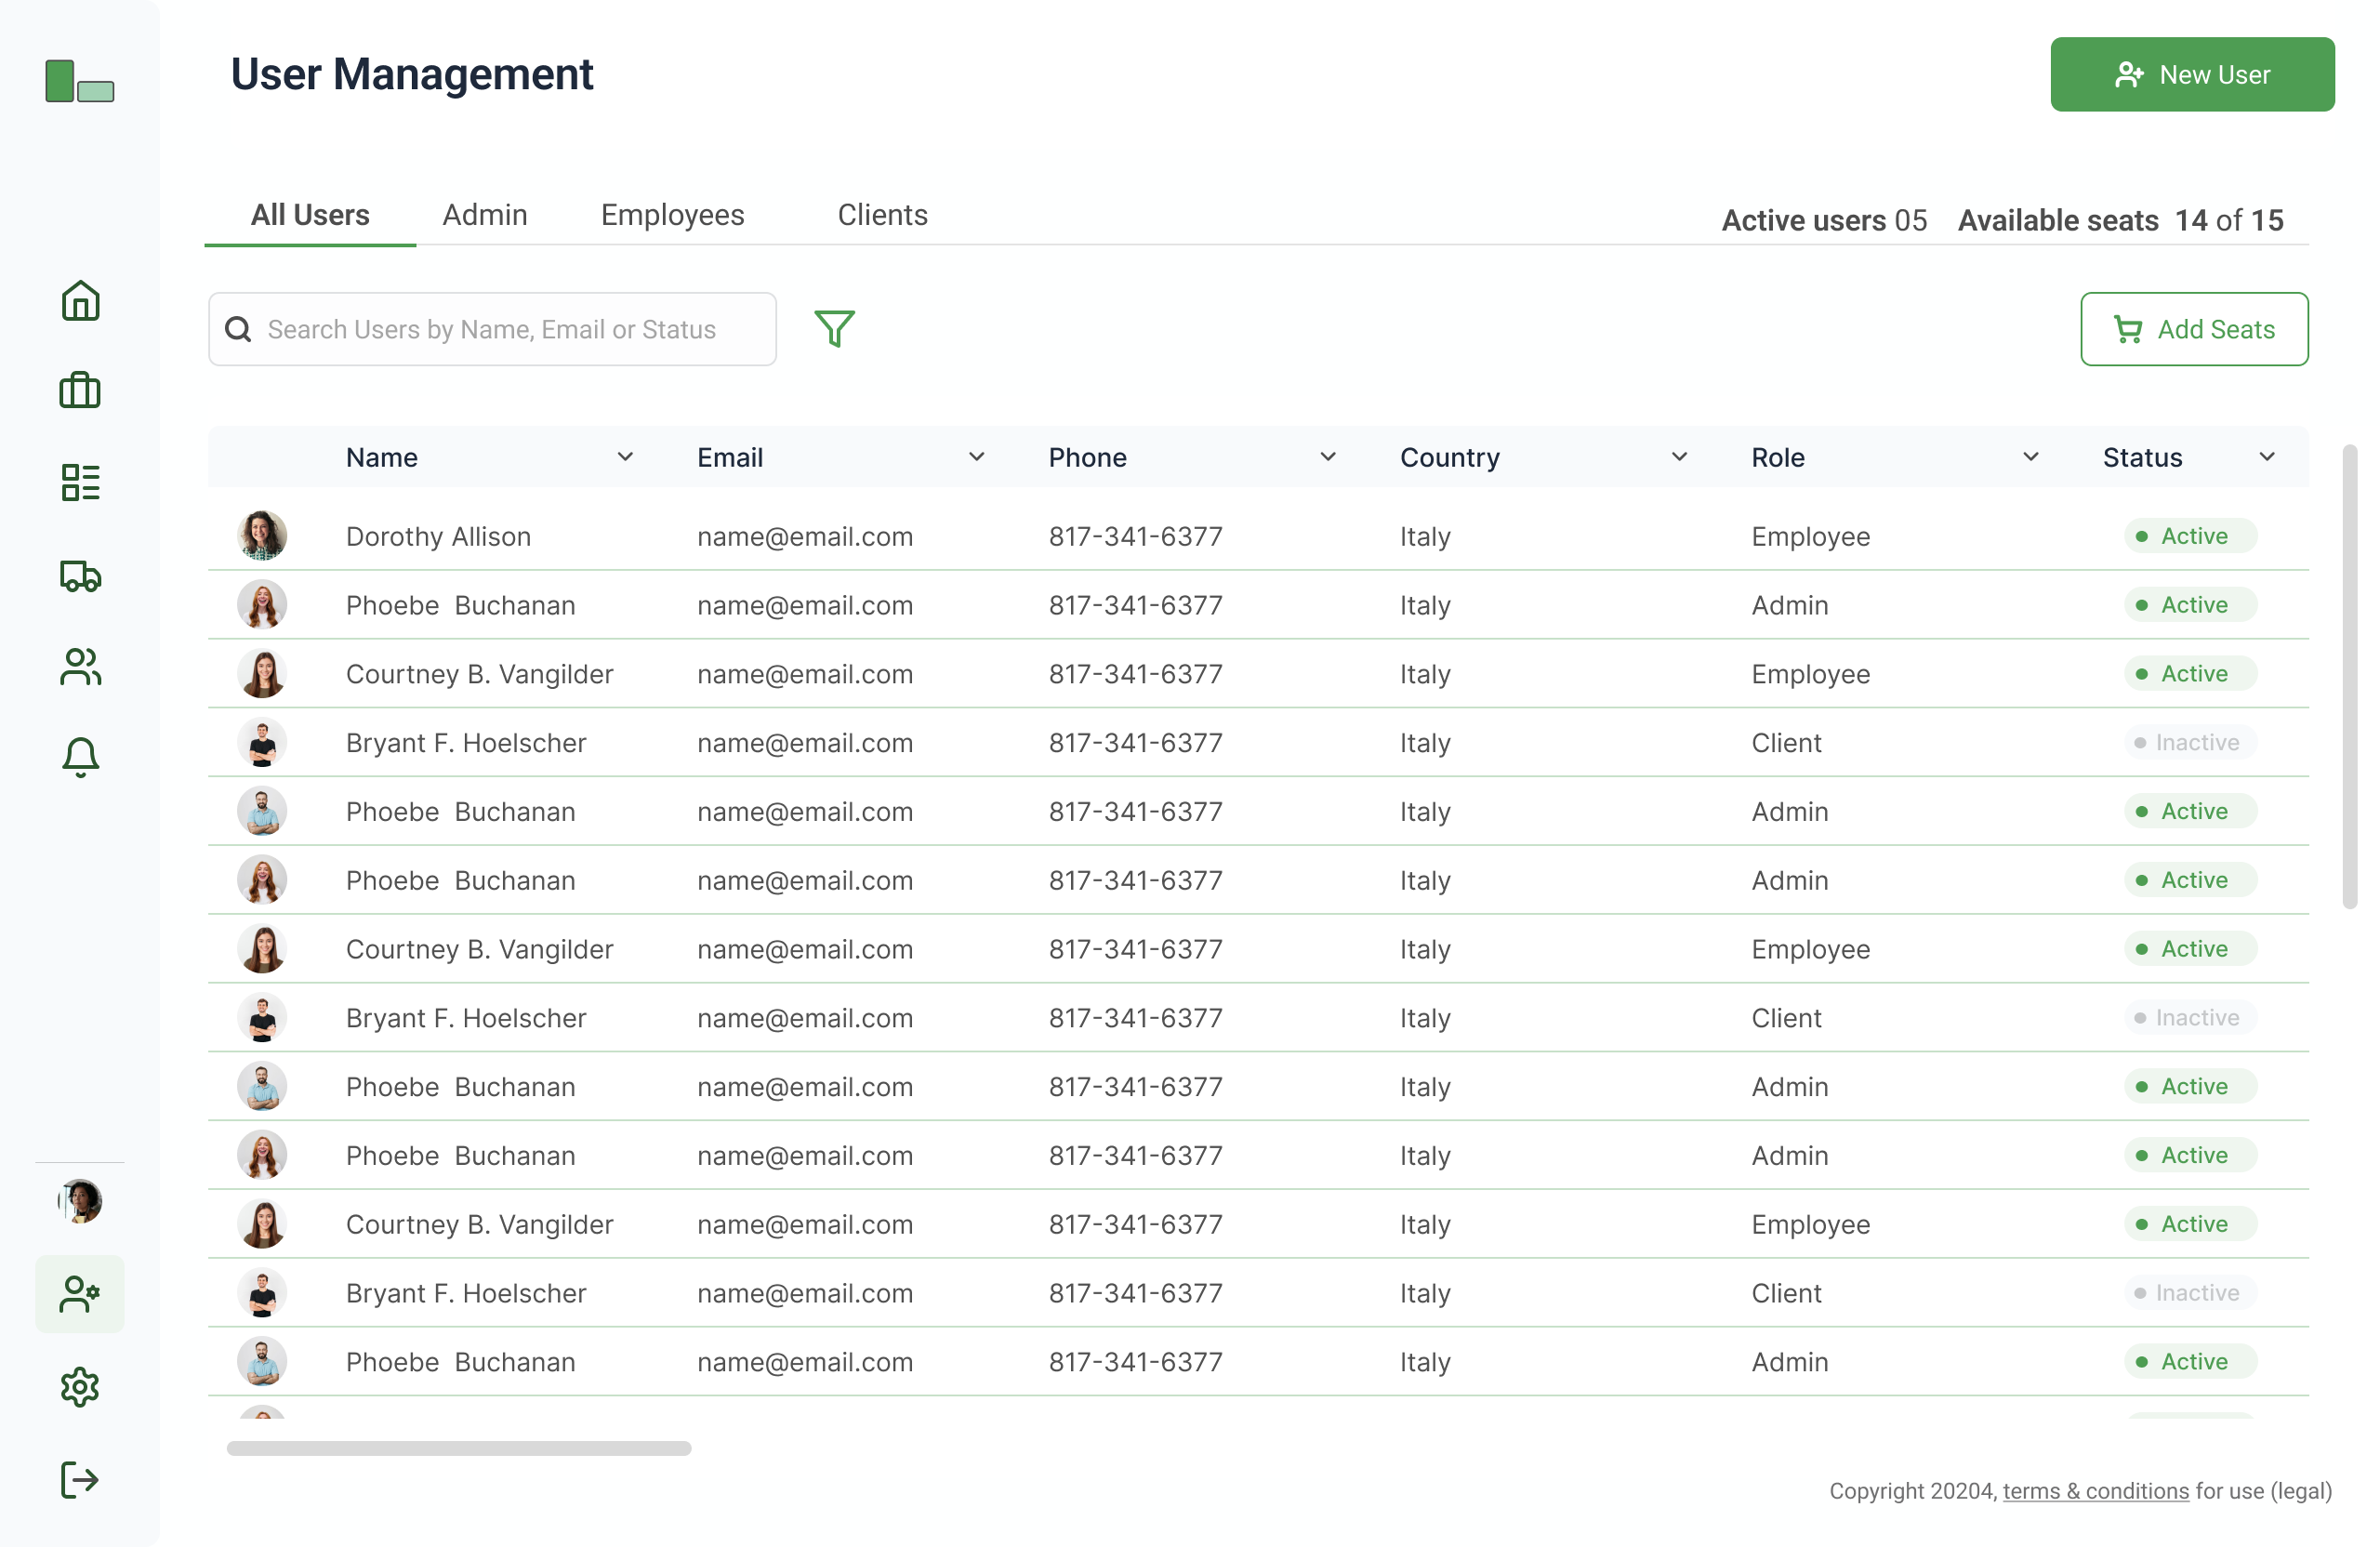 User Management
New User
All Users Admin Employees Clients Active users 05 Available seats 14 of 15
Search Users by Name, Email or Status Add Seats
Name Email Phone Country Role Status
Dorothy Allison name@email.com 817-341-6377 Italy Employee Active
Phoebe Buchanan name@email.com 817-341-6377 Italy Admin Active
Courtney B. Vangilder name@email.com 817-341-6377 Italy Employee Active
Bryant F. Hoelscher name@email.com 817-341-6377 Italy Client Inactive
Phoebe Buchanan name@email.com 817-341-6377 Italy Admin Active
Phoebe Buchanan name@email.com 817-341-6377 Italy Admin Active
Courtney B. Vangilder name@email.com 817-341-6377 Italy Employee Active
Bryant F. Hoelscher name@email.com 817-341-6377 Italy Client Inactive
Phoebe Buchanan name@email.com 817-341-6377 Italy Admin Active
Phoebe Buchanan name@email.com 817-341-6377 Italy Admin Active
Courtney B. Vangilder name@email.com 817-341-6377 Italy Employee Active
Bryant F. Hoelscher name@email.com 817-341-6377 Italy Client Inactive
Phoebe Buchanan name@email.com 817-341-6377 Italy Admin Active
Copyright 20204, terms & conditions for use (legal)